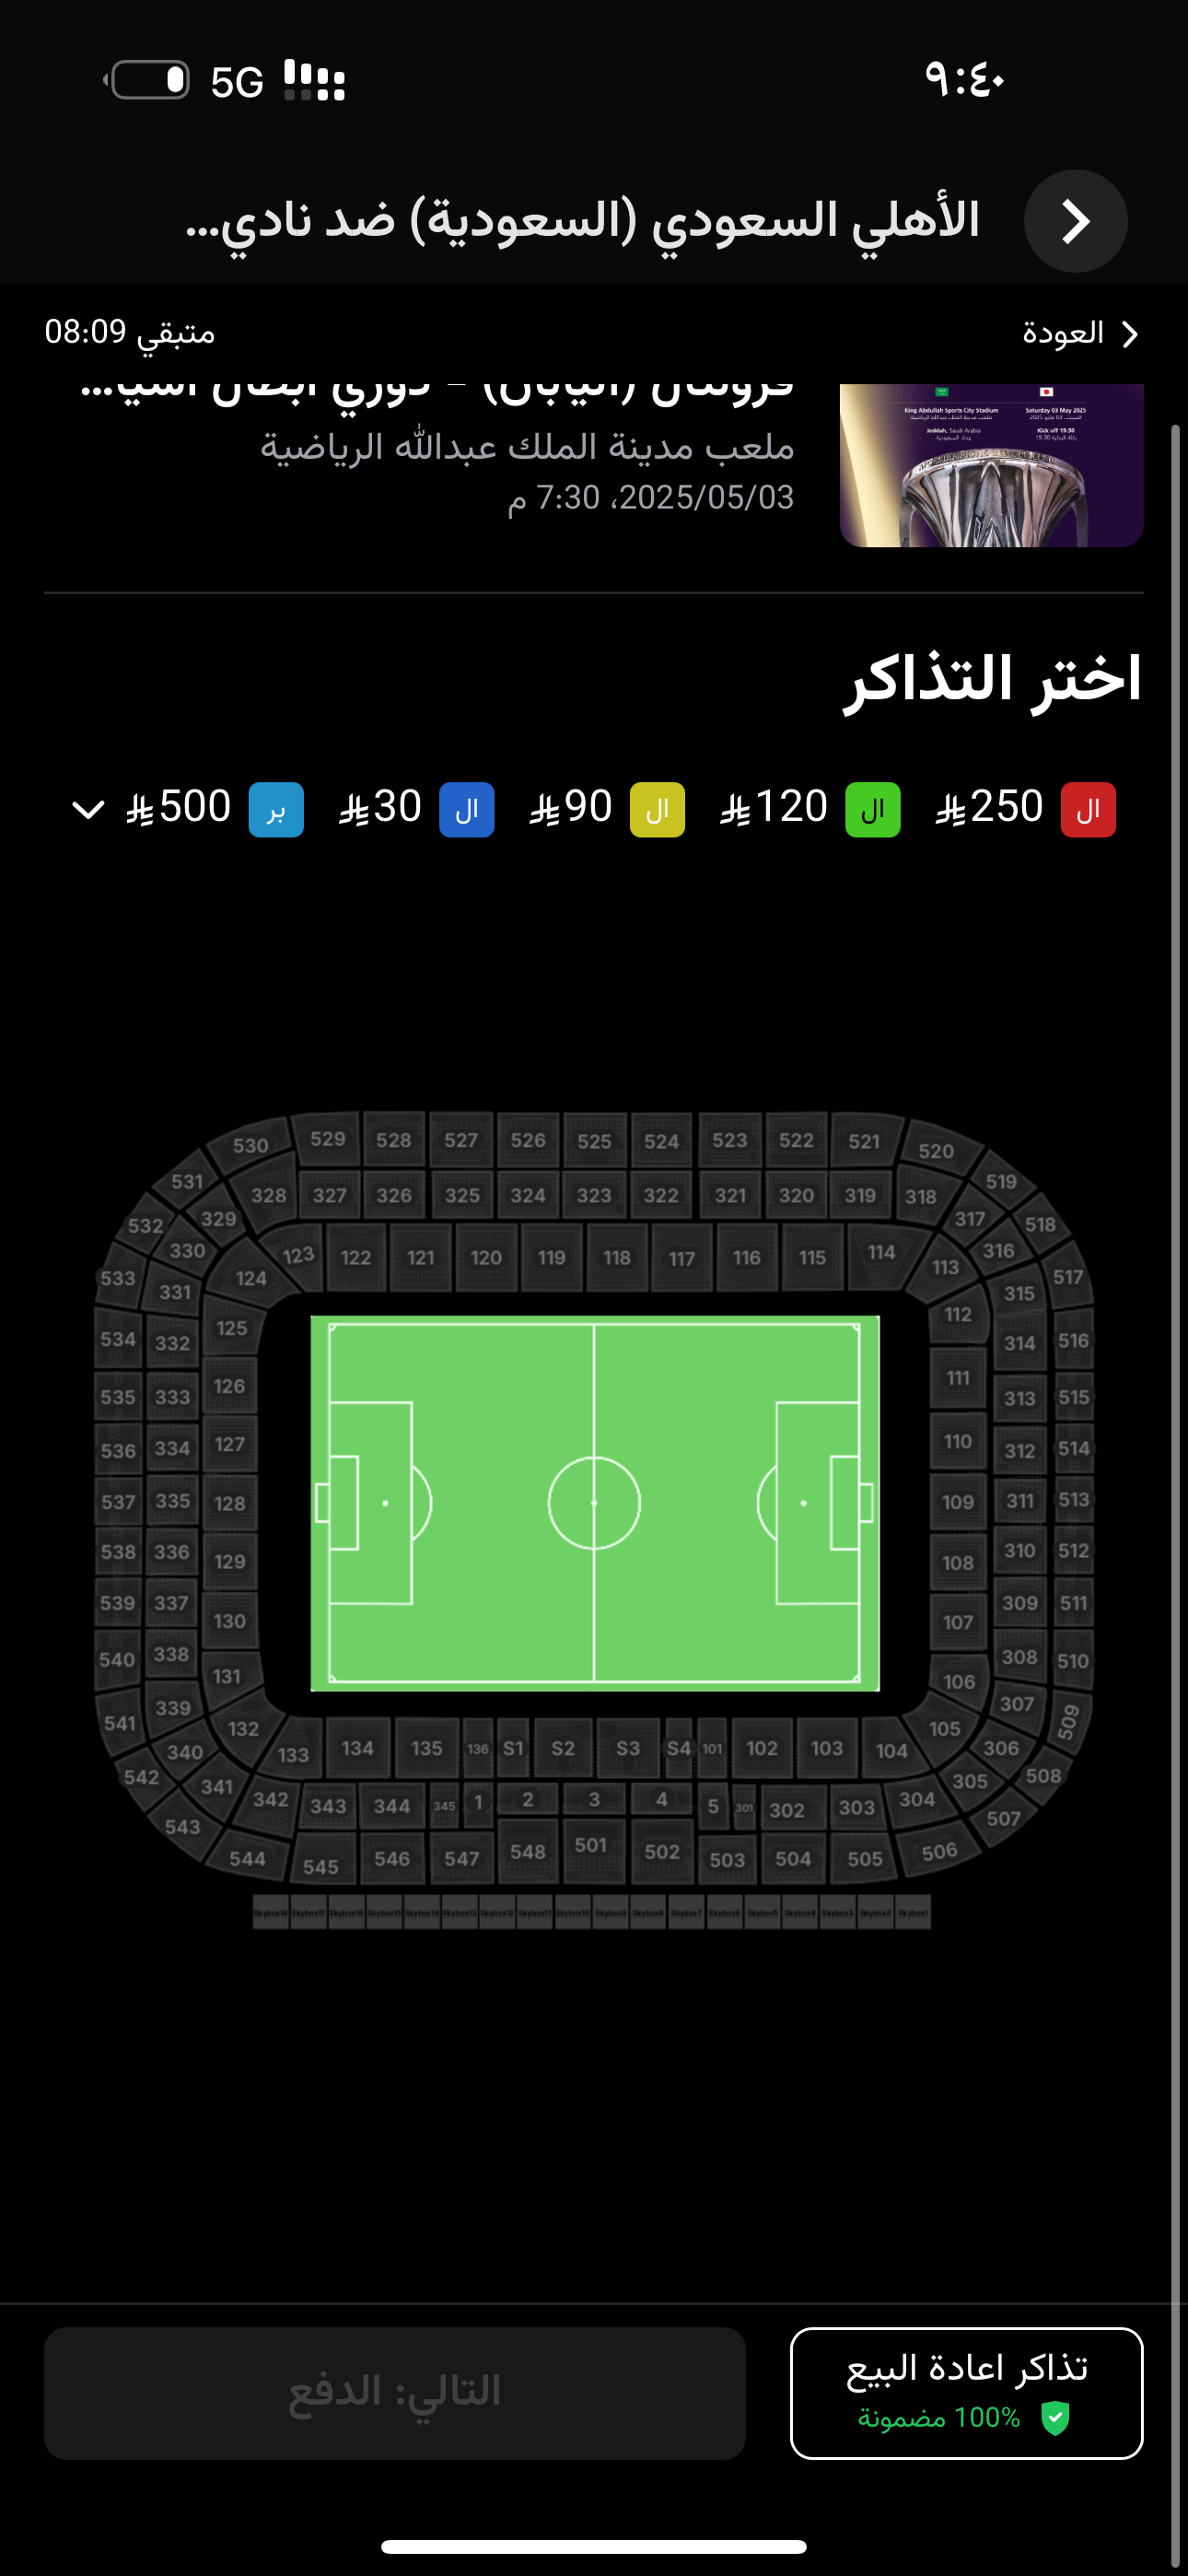 ٩:٤٠
5G
الأهلي السعودي (السعودية) ضد نادي...
العودة
متبقي 08:09
فرونتال (اليابان) - دوري أبطال آسيا...
ملعب مدينة الملك عبدالله الرياضية
2025/05/03، 7:30 م
King Abdullah Sports City Stadium
Saturday 03 May 2025
Jeddah, Saudi Arabia
Kick off 19:30
اختر التذاكر
ال 250
ال 120
ال 90
ال 30
بر 500
530 529 528 527 526 525 524 523 522 521 520
531 328 327 326 325 324 323 322 321 320 319 318 519
532 329 317 518
330 123 122 121 120 119 118 117 116 115 114 316
533 331 124 113 315 517
534 332 125 112 314 516
535 333 126 111 313 515
536 334 127 110 312 514
537 335 128 109 311 513
538 336 129 108 310 512
539 337 130 107 309 511
540 338 131 106 308 510
541 339 132 105 307 509
340 133 134 135 136 S1 S2 S3 S4 101 102 103 104 306
542 341 305 508
342 343 344 345 1 2 3 4 5 301 302 303 304
543 507
544 545 546 547 548 501 502 503 504 505 506
تذاكر اعادة البيع
100% مضمونة
التالي: الدفع